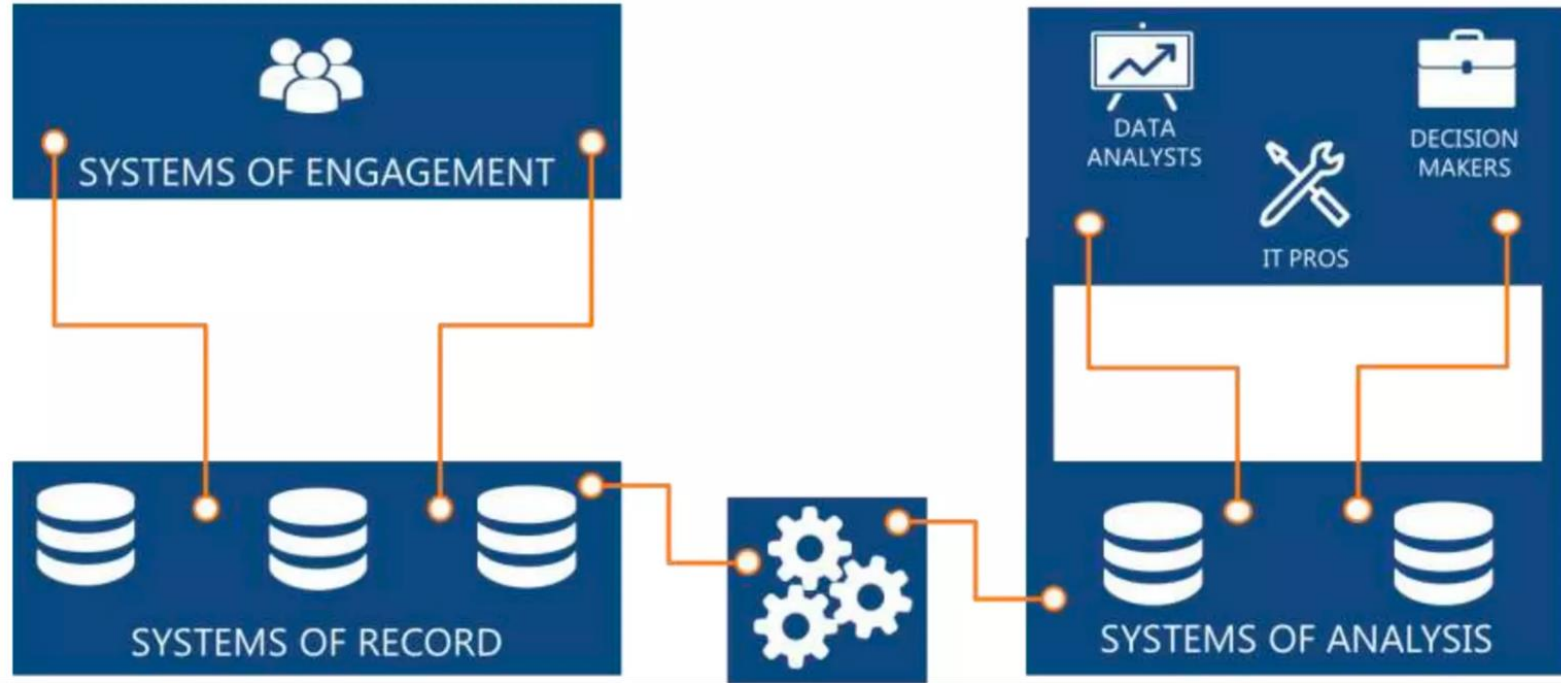 SYSTEMS OF ENGAGEMENT
DATA
ANALYSTS
DECISION
MAKERS
IT PROS
SYSTEMS OF RECORD
SYSTEMS OF ANALYSIS